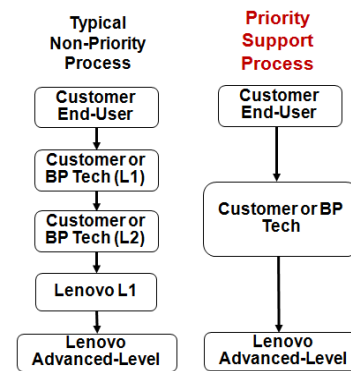 Typical
Non-Priority
Process
Customer
End-User
Customer or
BP Tech (L1)
Customer or
BP Tech (L2)
Lenovo L1
Lenovo
Advanced-Level
Priority
Support
Process
Customer
End-User
Customer or BP
Tech
Lenovo
Advanced-Level